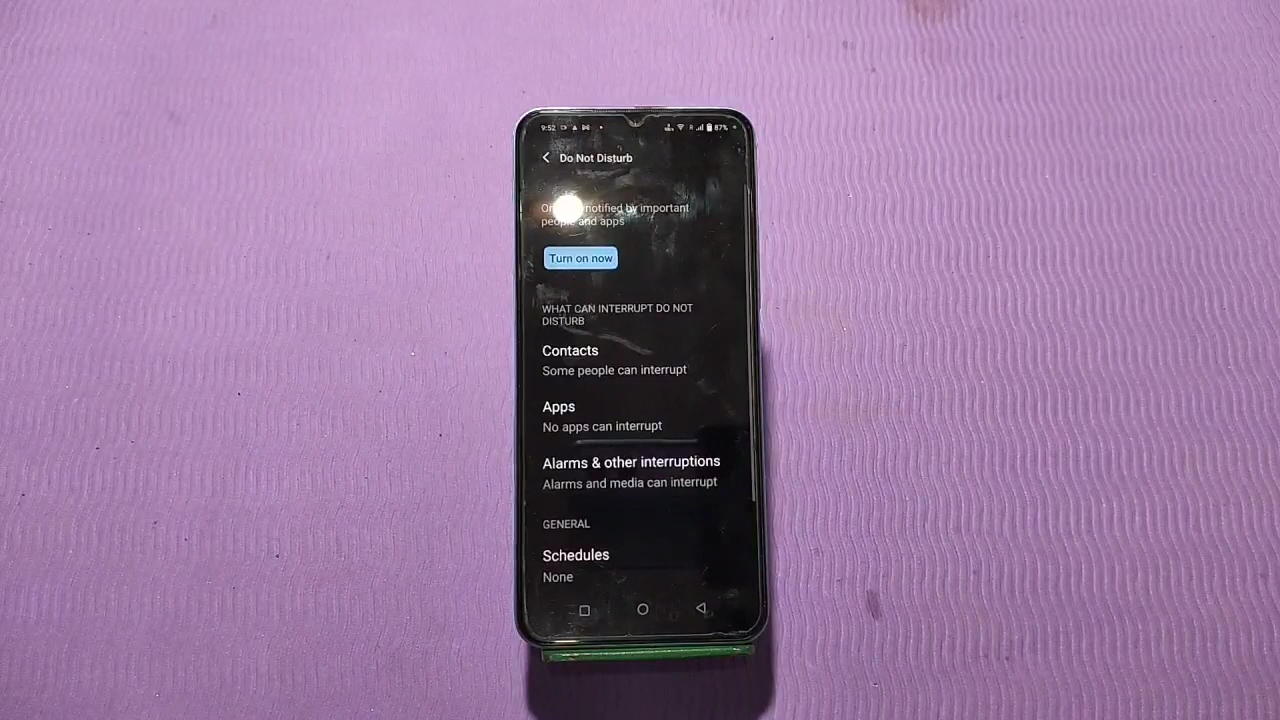 9:52
87%
Do Not Disturb
notified by important
people and apps
Turn on now
WHAT CAN INTERRUPT DO NOT
DISTURB
Contacts
Some people can interrupt
Apps
No apps can interrupt
Alarms & other interruptions
Alarms and media can interrupt
GENERAL
Schedules
None